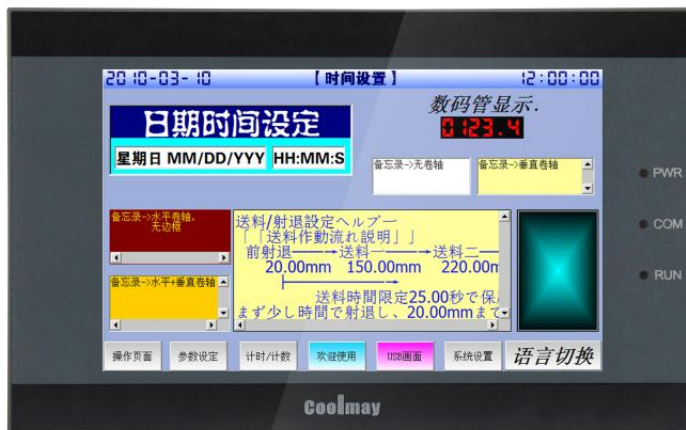 2010-03-10 【时间设置】 12:00:00
日期时间设定
数码管显示.
0123.4
星期日 MM/DD/YYY HH:MM:S
备忘录->无卷轴
备忘录->垂直卷轴
备忘录->水平卷轴.
无边框
备忘录->水平+垂直卷轴
送料/射退設定ヘルプー
「「送料作動流れ説明」」
前射退——→送料一——→送料二—
20.00mm 150.00mm 220.00m
送料時間限定25.00秒で保
まず少し時間で射退し、20.00mmまで
操作页面 参数设定 计时/计数 欢迎使用 USB画面 系统设置 语言切换
PWR
COM
RUN
Coolmay